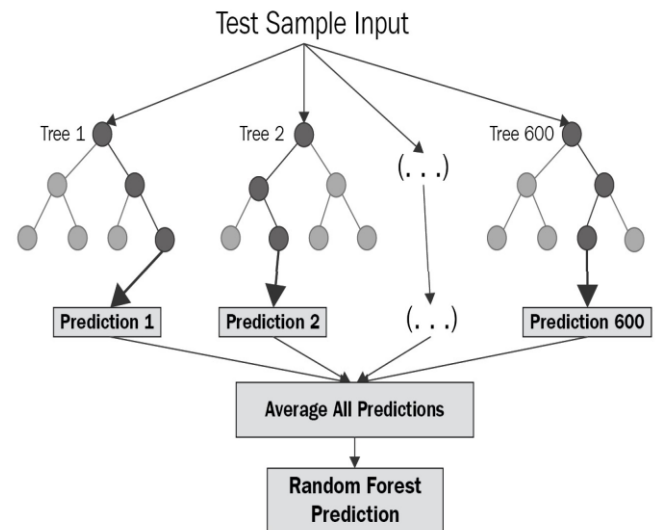 Test Sample Input
Tree 1
Tree 2
(. . .)
Tree 600
Prediction 1
Prediction 2
(. . .)
Prediction 600
Average All Predictions
Random Forest
Prediction